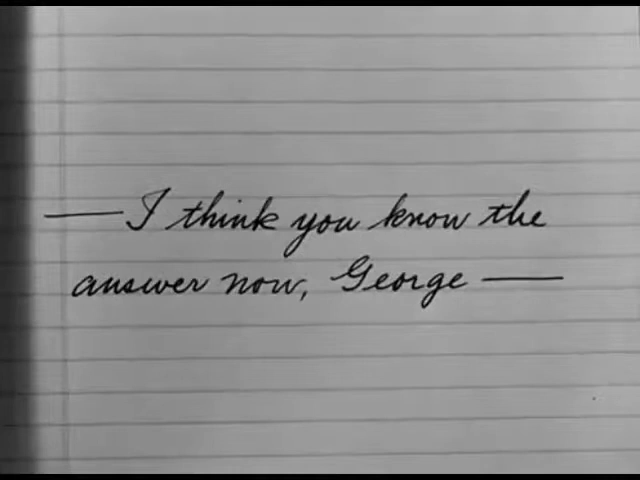 — I think you know the
answer now, George —